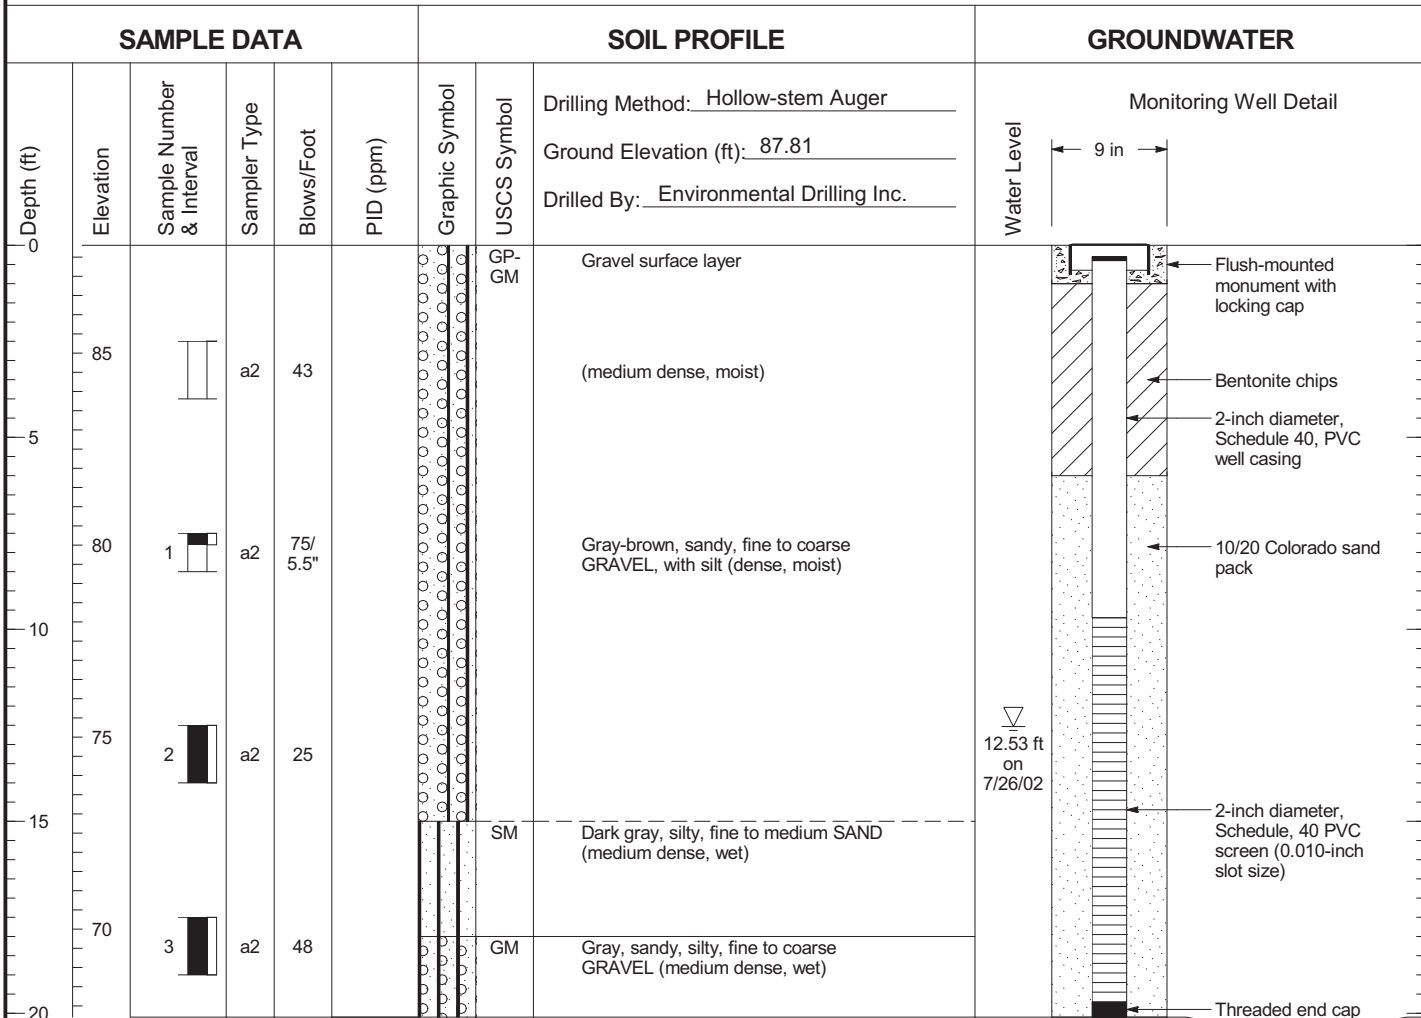 SAMPLE DATA
SOIL PROFILE
GROUNDWATER
Depth (ft)
Elevation
Sample Number
& Interval
Sampler Type
Blows/Foot
PID (ppm)
Graphic Symbol
USCS Symbol
Drilling Method: Hollow-stem Auger
Ground Elevation (ft): 87.81
Drilled By: Environmental Drilling Inc.
Water Level
Monitoring Well Detail
9 in
0
GP-
GM
Gravel surface layer
Flush-mounted
monument with
locking cap
85
a2
43
(medium dense, moist)
Bentonite chips
2-inch diameter,
Schedule 40, PVC
well casing
5
80
1
a2
75/
5.5"
Gray-brown, sandy, fine to coarse
GRAVEL, with silt (dense, moist)
10/20 Colorado sand
pack
10
75
2
a2
25
12.53 ft
on
7/26/02
15
SM
Dark gray, silty, fine to medium SAND
(medium dense, wet)
2-inch diameter,
Schedule, 40 PVC
screen (0.010-inch
slot size)
70
3
a2
48
GM
Gray, sandy, silty, fine to coarse
GRAVEL (medium dense, wet)
20
Threaded end cap